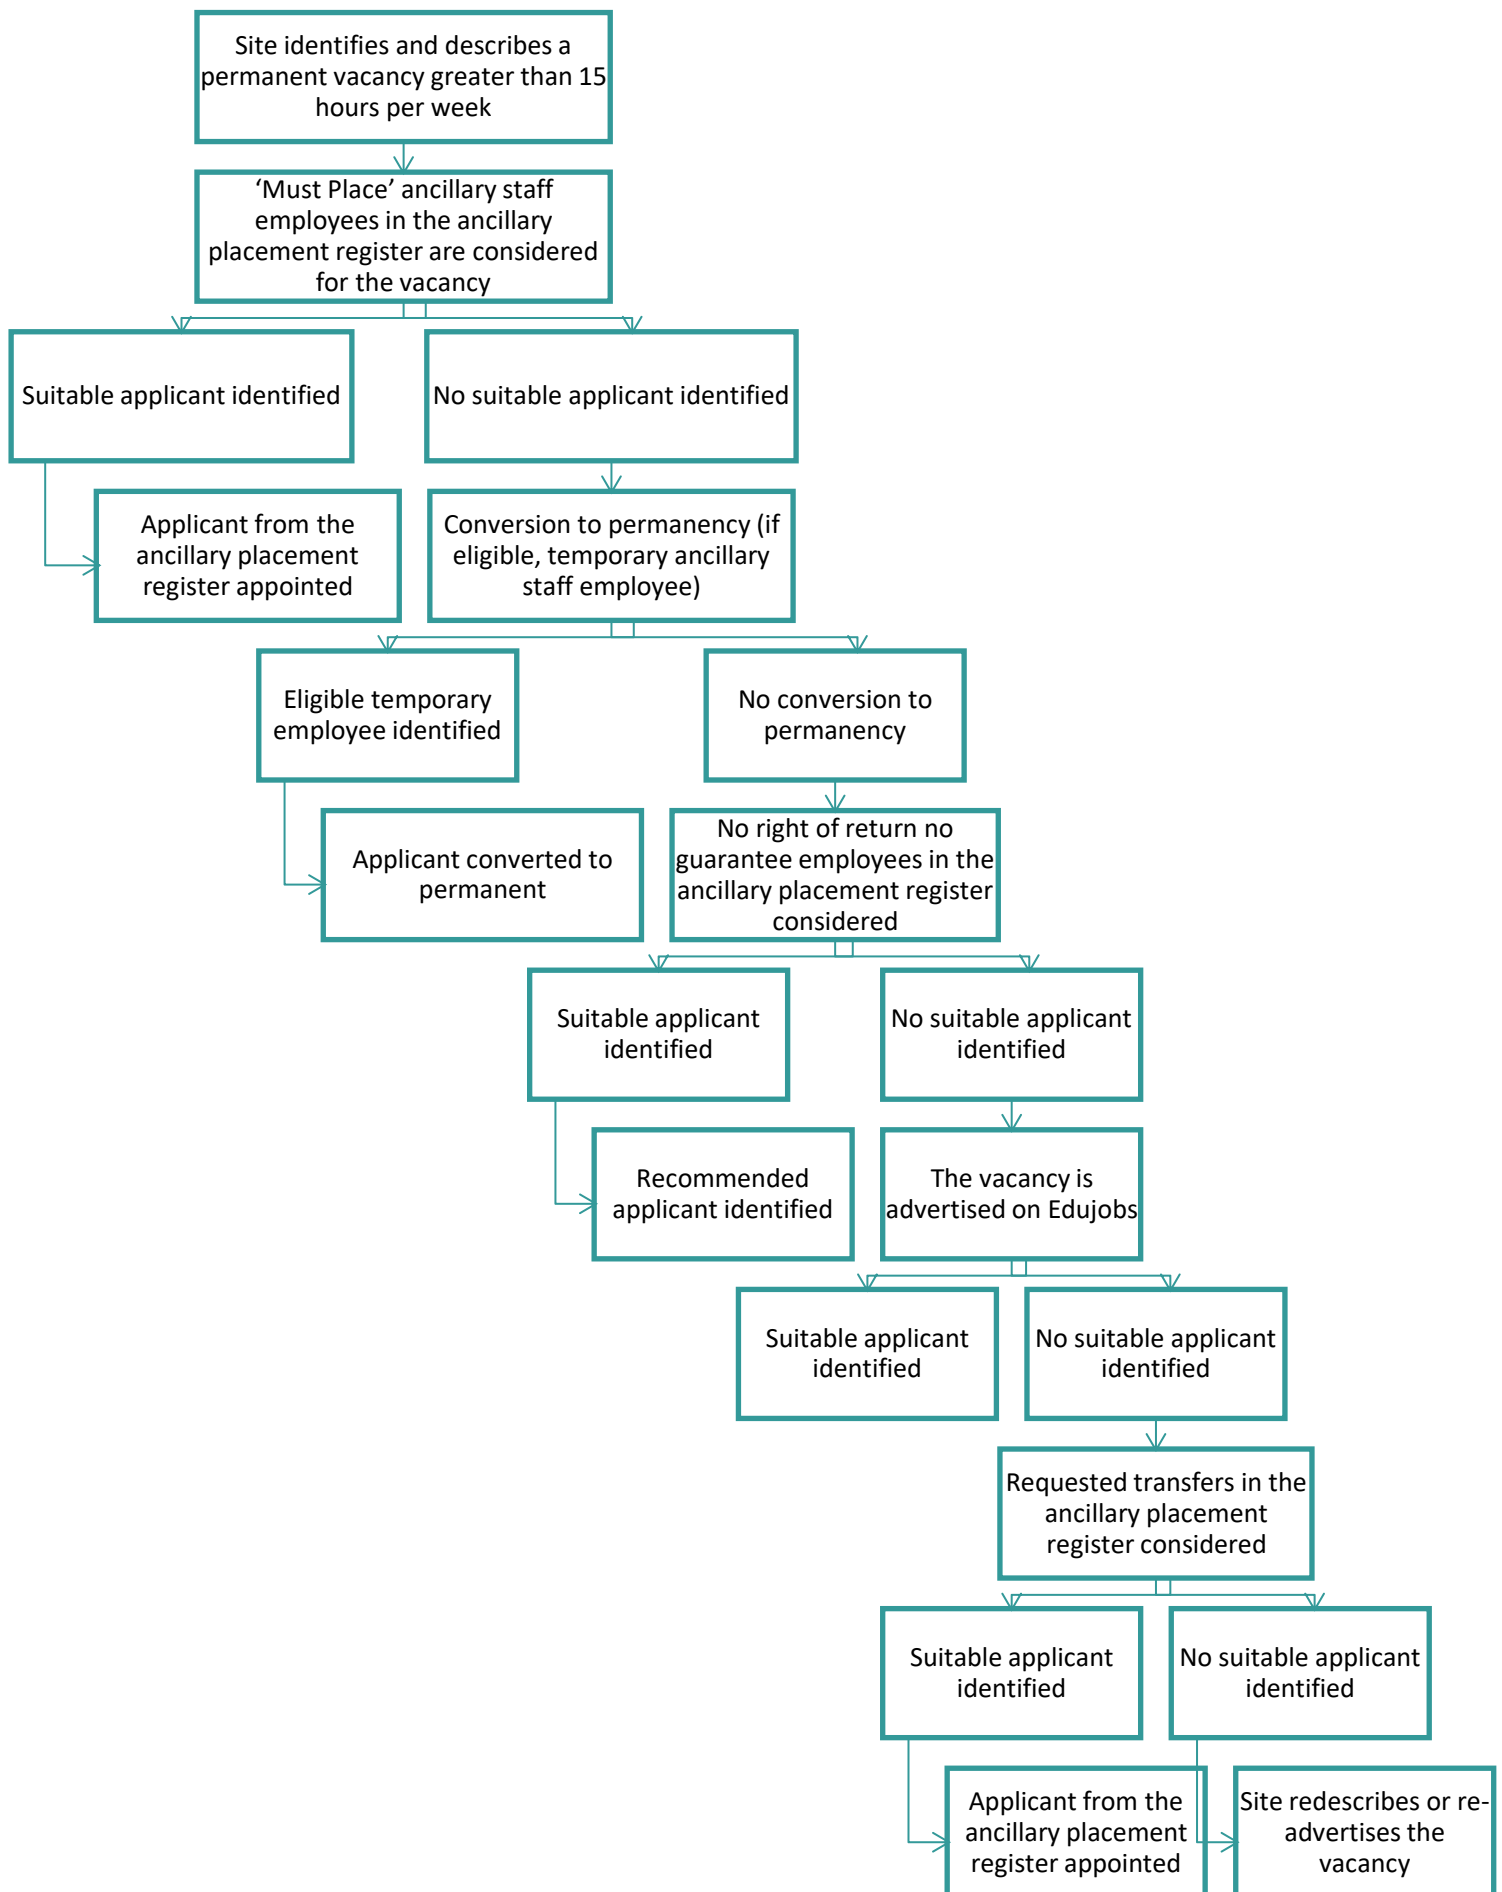 Site identifies and describes a
permanent vacancy greater than 15
hours per week
‘Must Place’ ancillary staff
employees in the ancillary
placement register are considered
for the vacancy
Suitable applicant identified
No suitable applicant identified
Applicant from the
ancillary placement
register appointed
Conversion to permanency (if
eligible, temporary ancillary
staff employee)
Eligible temporary
employee identified
No conversion to
permanency
Applicant converted to
permanent
No right of return no
guarantee employees in the
ancillary placement register
considered
Suitable applicant
identified
No suitable applicant
identified
Recommended
applicant identified
The vacancy is
advertised on Edujobs
Suitable applicant
identified
No suitable applicant
identified
Requested transfers in the
ancillary placement
register considered
Suitable applicant
identified
No suitable applicant
identified
Applicant from the
ancillary placement
register appointed
Site redescribes or re-
advertises the
vacancy